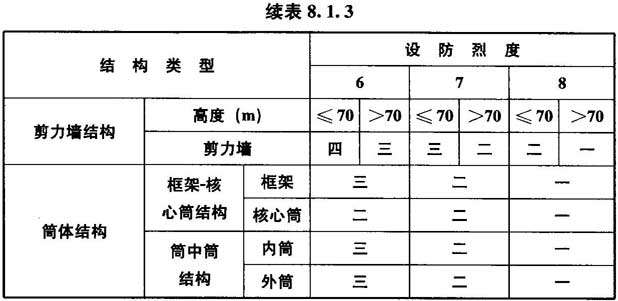 续表 8.1.3
结构类型 设防烈度
6 7 8
剪力墙结构 高度 (m) ≤70 >70 ≤70 >70 ≤70 >70
剪力墙 四 三 三 二 二 一
筒体结构 框架-核心筒结构 框架 三 二 一
核心筒 二 二 一
筒中筒结构 内筒 三 二 一
外筒 三 二 一